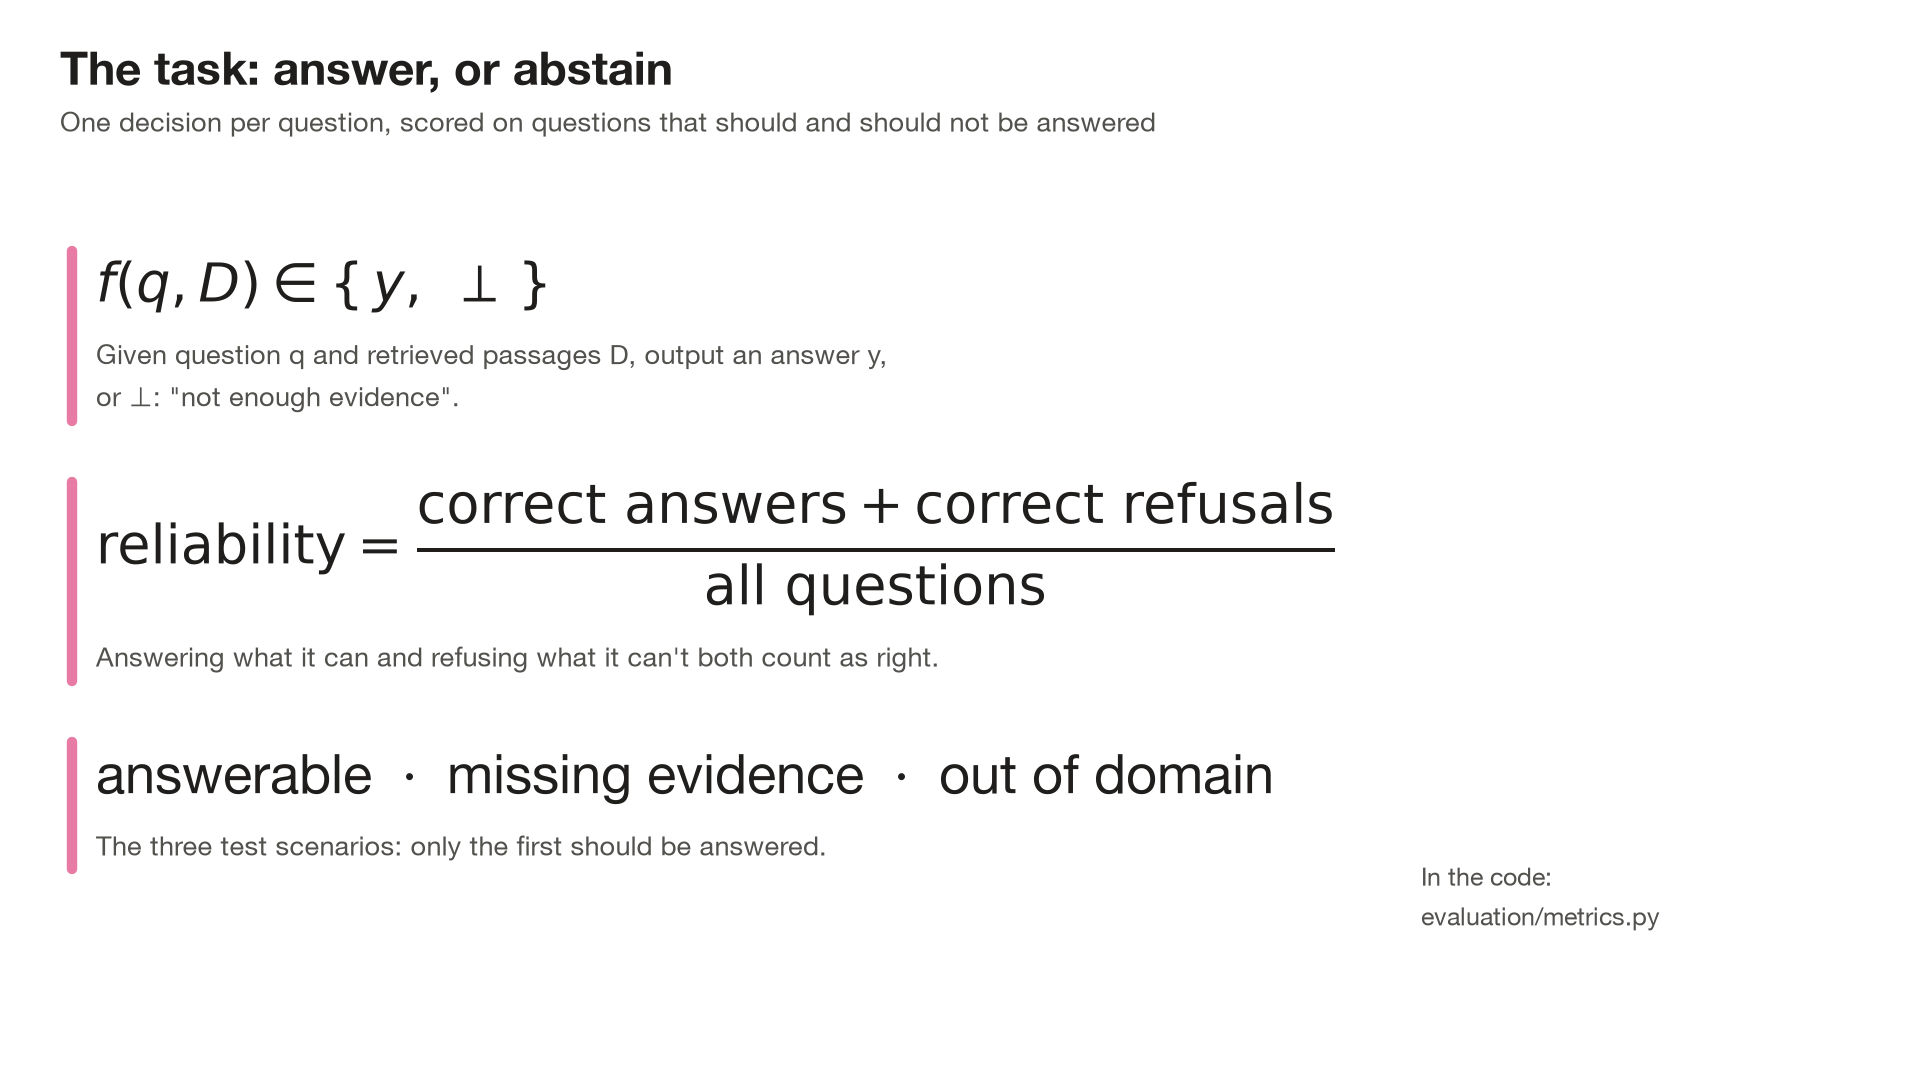 The task: answer, or abstain
One decision per question, scored on questions that should and should not be answered
f(q, D) ∈ { y, ⊥ }
Given question q and retrieved passages D, output an answer y,
or ⊥: "not enough evidence".
reliability = correct answers + correct refusals
all questions
Answering what it can and refusing what it can't both count as right.
answerable · missing evidence · out of domain
The three test scenarios: only the first should be answered.
In the code:
evaluation/metrics.py